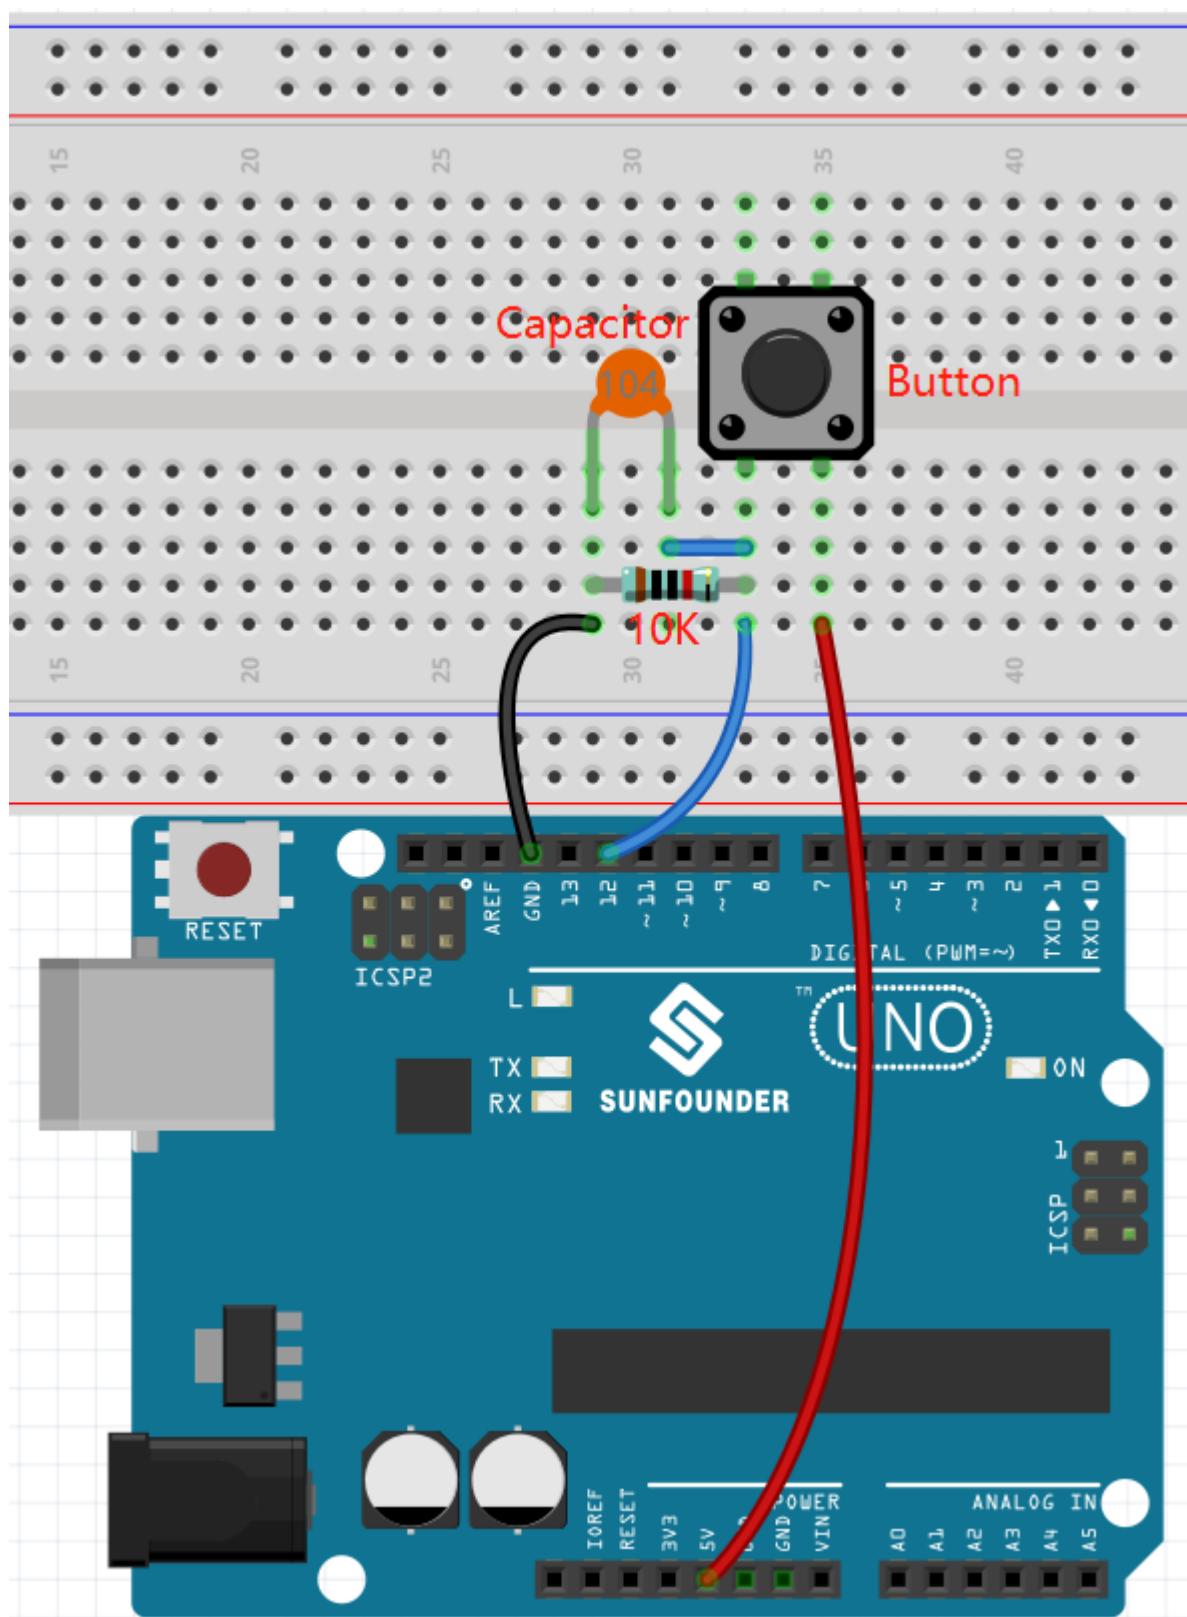 15 20 25 30 35 40
Capacitor
104
Button
10K
15 20 25 30 35 40
RESET
ICSP2
AREF
GND
13
12
~11
~10
~9
8
7
~5
4
~3
2
TX0▶1
RX0◀0
DIGITAL (PWM=~)
L
TX
RX
™
UNO
SUNFOUNDER
ON
1
ICSP
POWER
ANALOG IN
IOREF
RESET
3V3
5V
GND
VIN
A0
A1
A2
A3
A4
A5